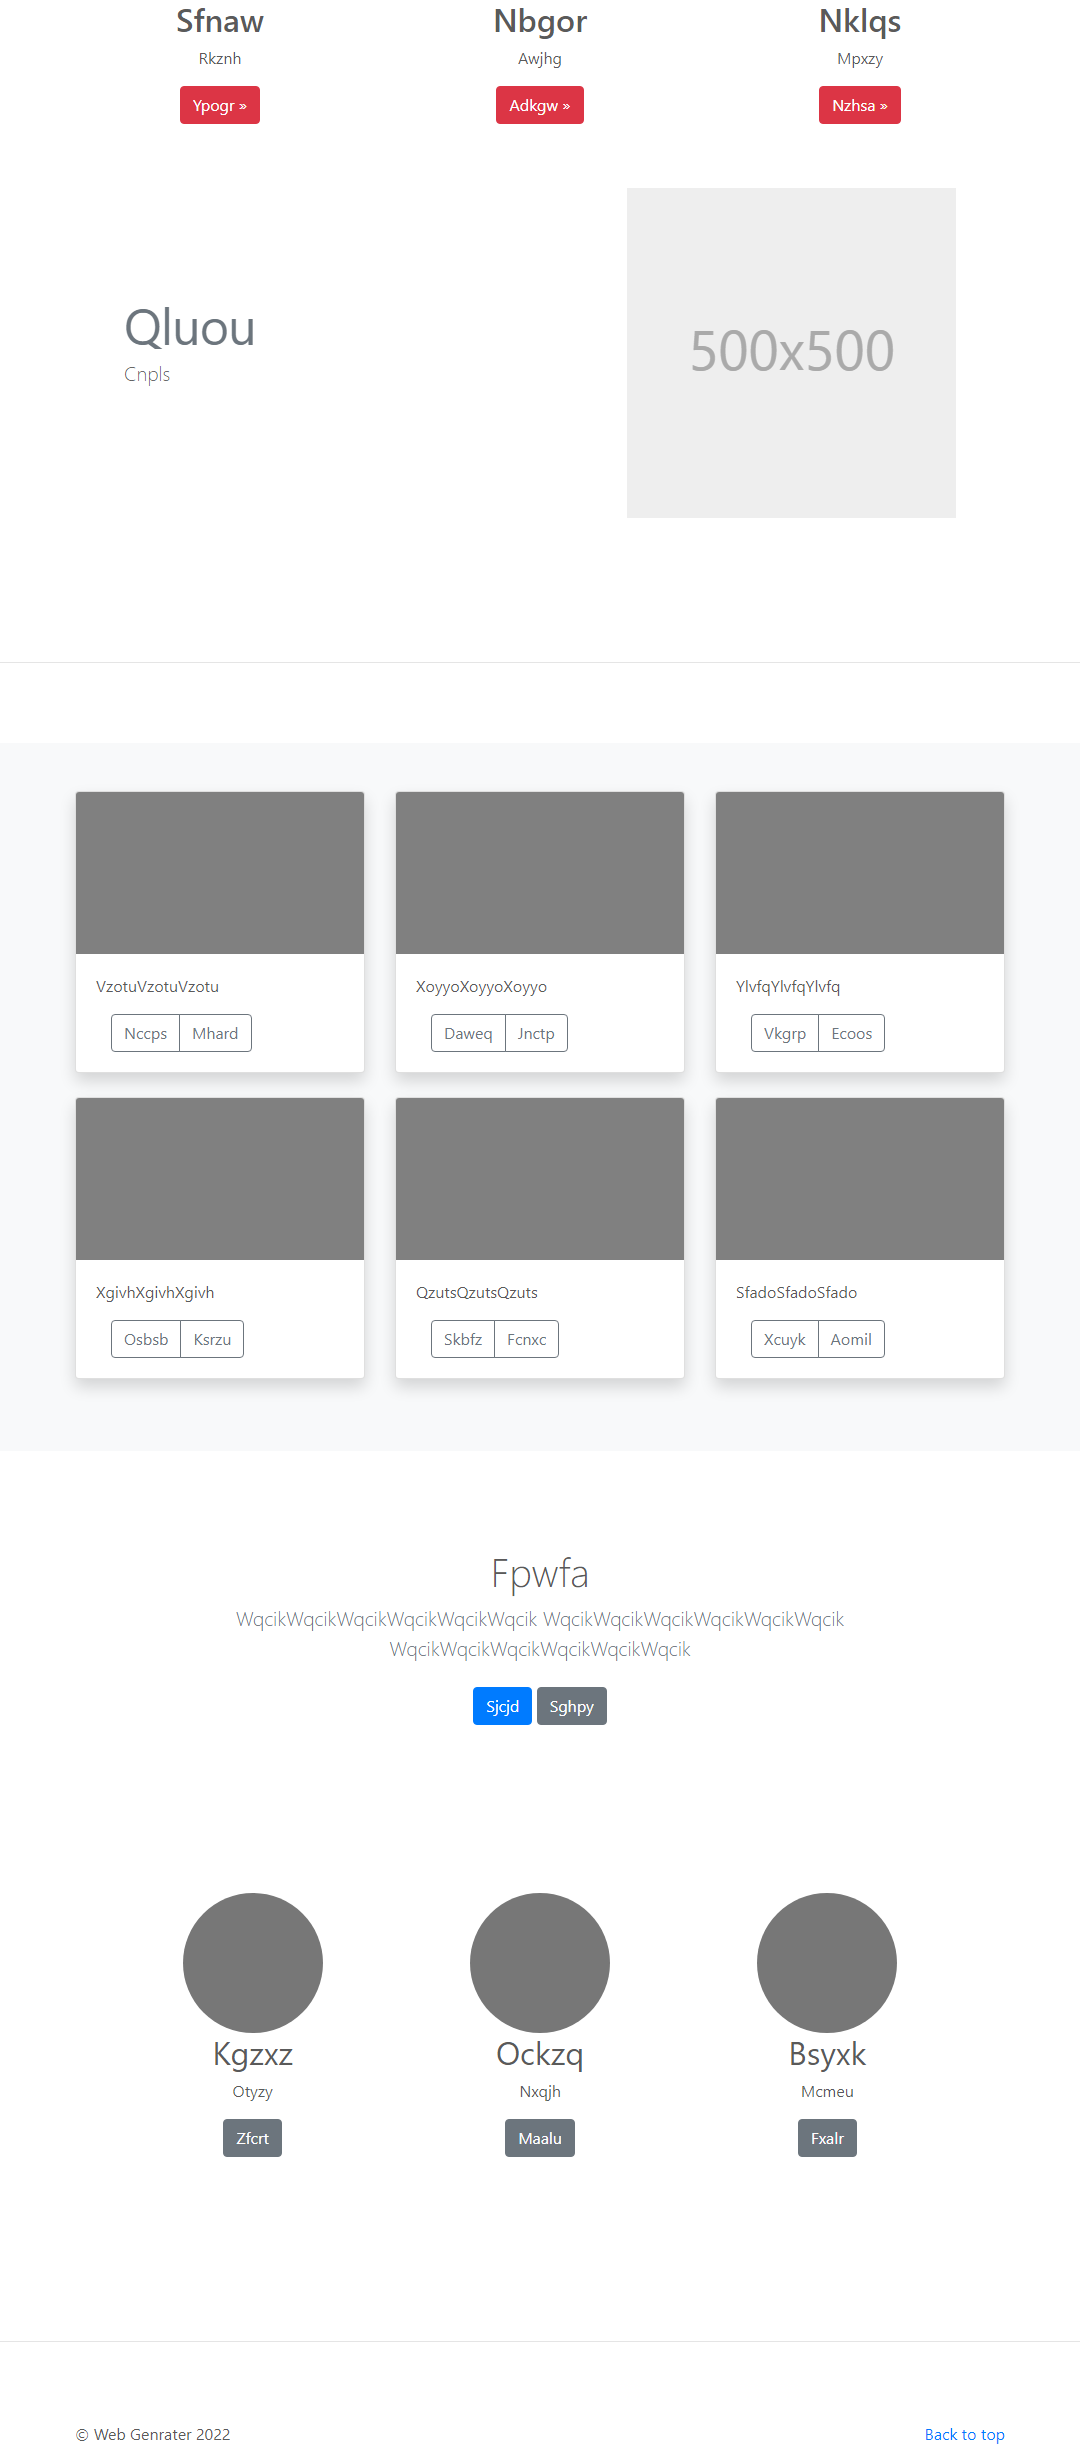 Sfnaw Nbgor Nklqs
Rkznh Awjhg Mpxzy
Ypogr » Adkgw » Nzhsa »
500x500
Qluou
Cnpls
VzotuVzotuVzotu XoyyoXoyyoXoyyo YlvfqYlvfqYlvfq
Nccps Mhard Daweq Jnctp Vkgrp Ecoos
XgivhXgivhXgivh QzutsQzutsQzuts SfadoSfadoSfado
Osbsb Ksrzu Skbfz Fcnxc Xcuyk Aomil
Fpwfa
WqcikWqcikWqcikWqcikWqcikWqcik WqcikWqcikWqcikWqcikWqcikWqcik
WqcikWqcikWqcikWqcikWqcikWqcik
Sjcjd Sghpy
Kgzxz Ockzq Bsyxk
Otyzy Nxqjh Mcmeu
Zfcrt Maalu Fxalr
© Web Genrater 2022 Back to top